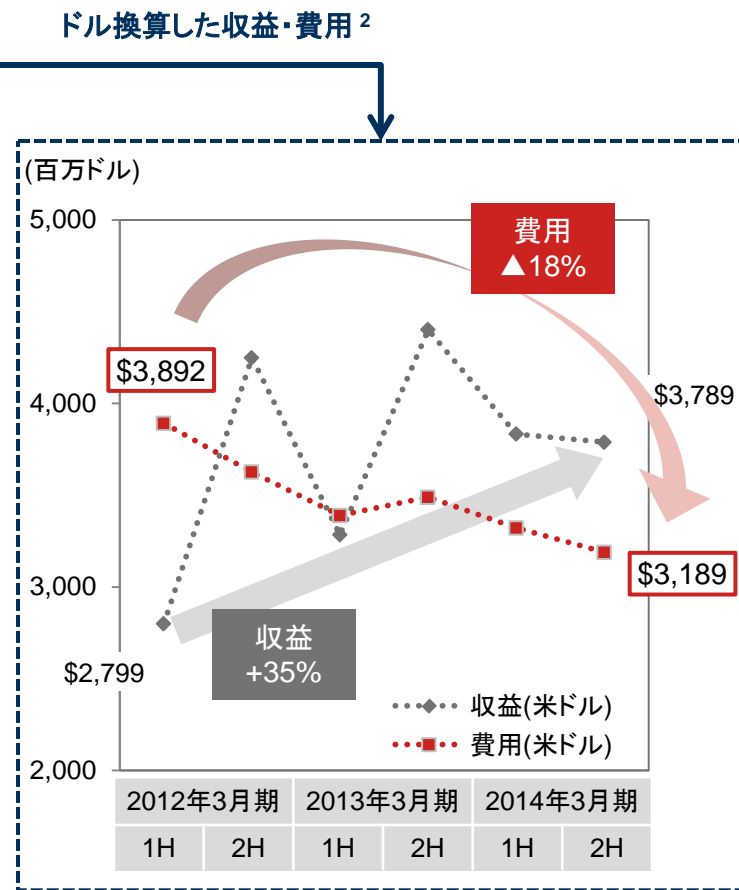 ドル換算した収益・費用 2
(百万ドル)
5,000
費用
▲18%
$3,892
4,000
$3,789
3,000
$3,189
収益
+35%
$2,799
収益(米ドル)
費用(米ドル)
2,000
2012年3月期 2013年3月期 2014年3月期
1H 2H 1H 2H 1H 2H